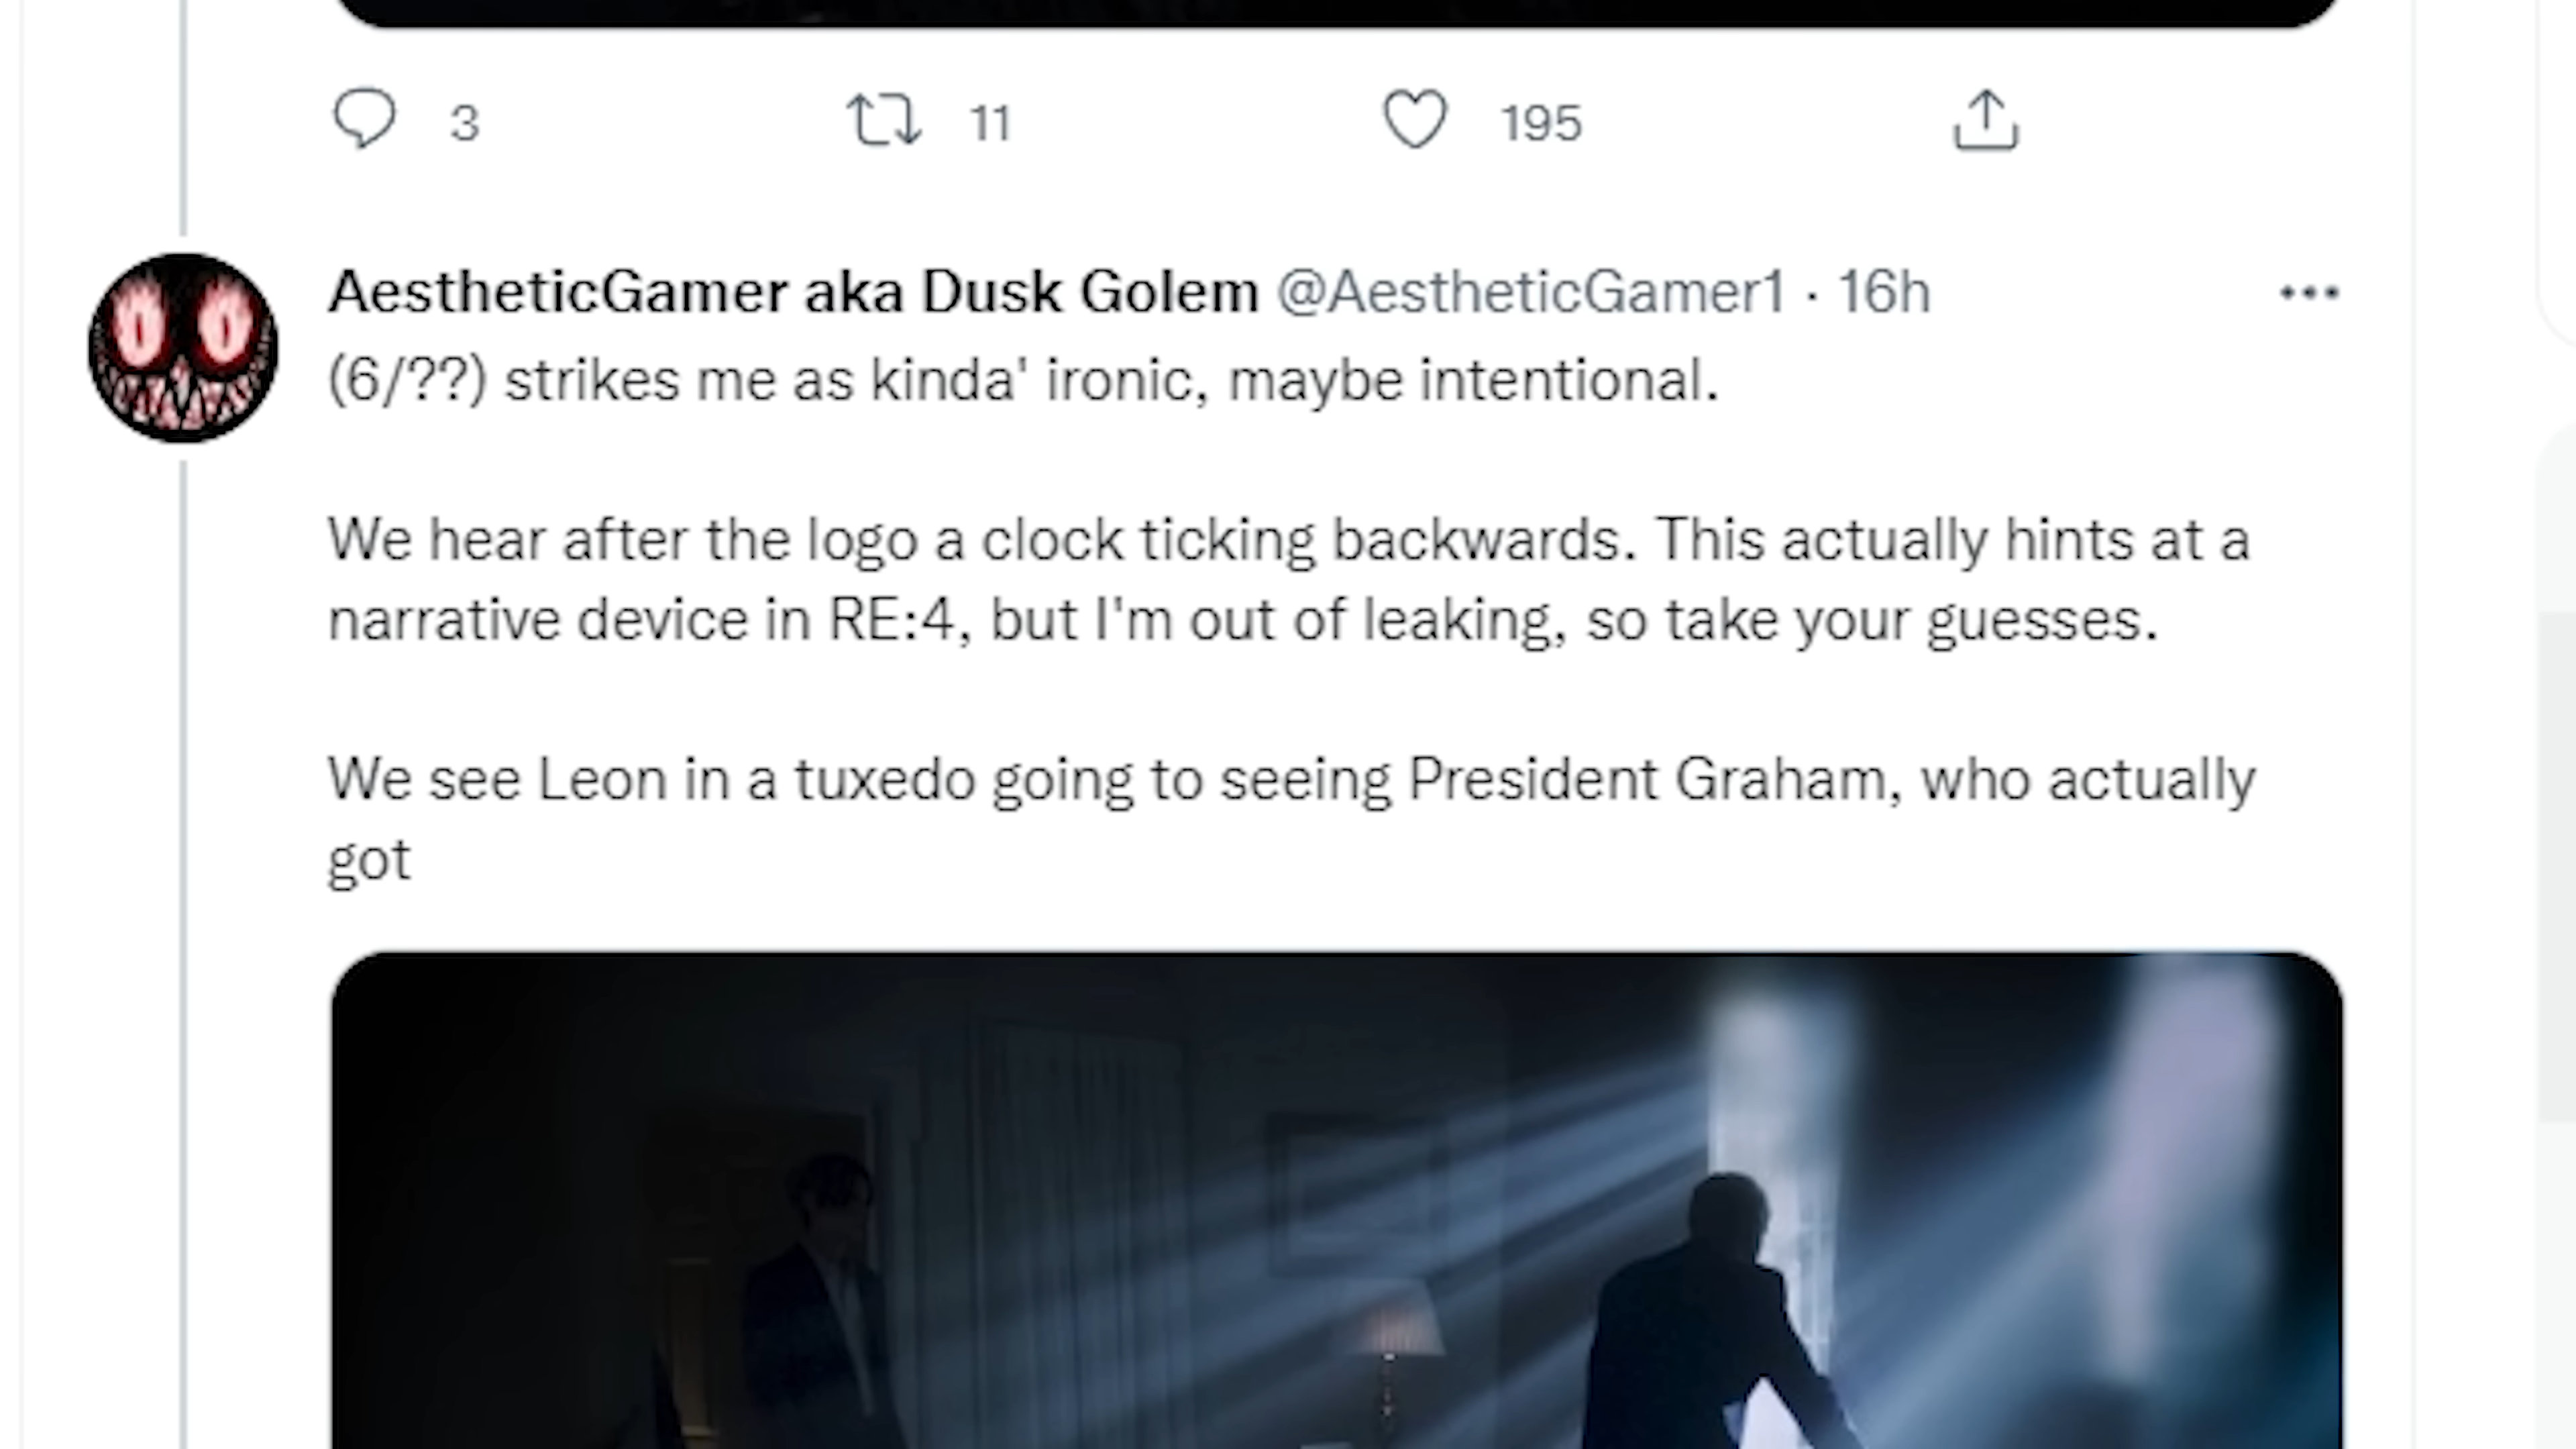 3 11 195
AestheticGamer aka Dusk Golem @AestheticGamer1 · 16h
(6/??) strikes me as kinda' ironic, maybe intentional.
We hear after the logo a clock ticking backwards. This actually hints at a
narrative device in RE:4, but I'm out of leaking, so take your guesses.
We see Leon in a tuxedo going to seeing President Graham, who actually
got